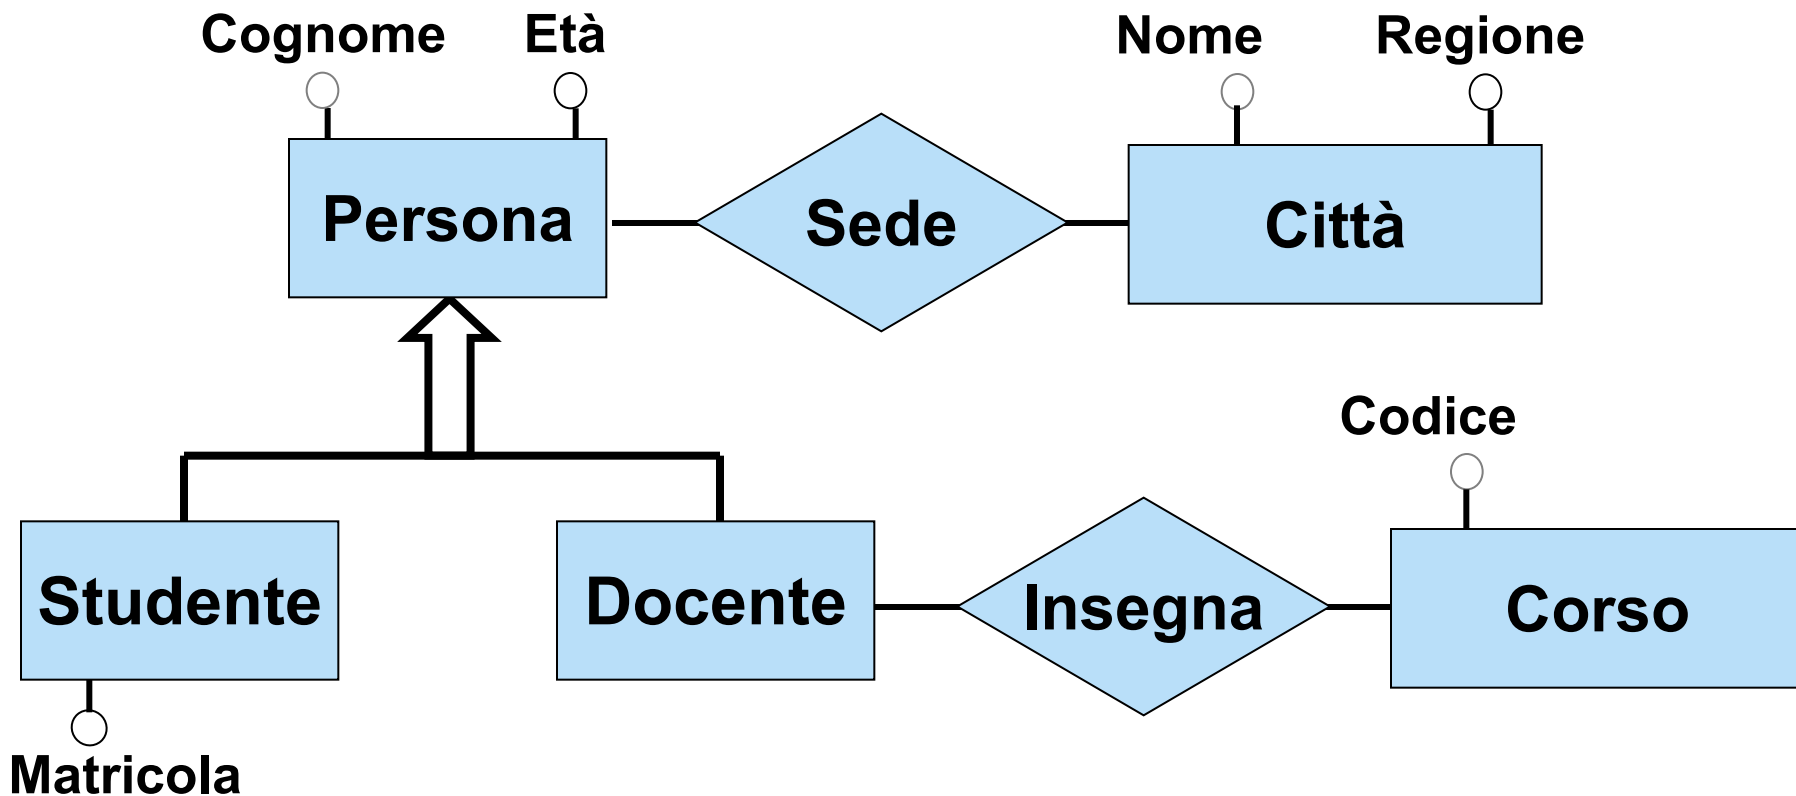 Cognome Età Nome Regione
Persona Sede Città
Codice
Studente Docente Insegna Corso
Matricola